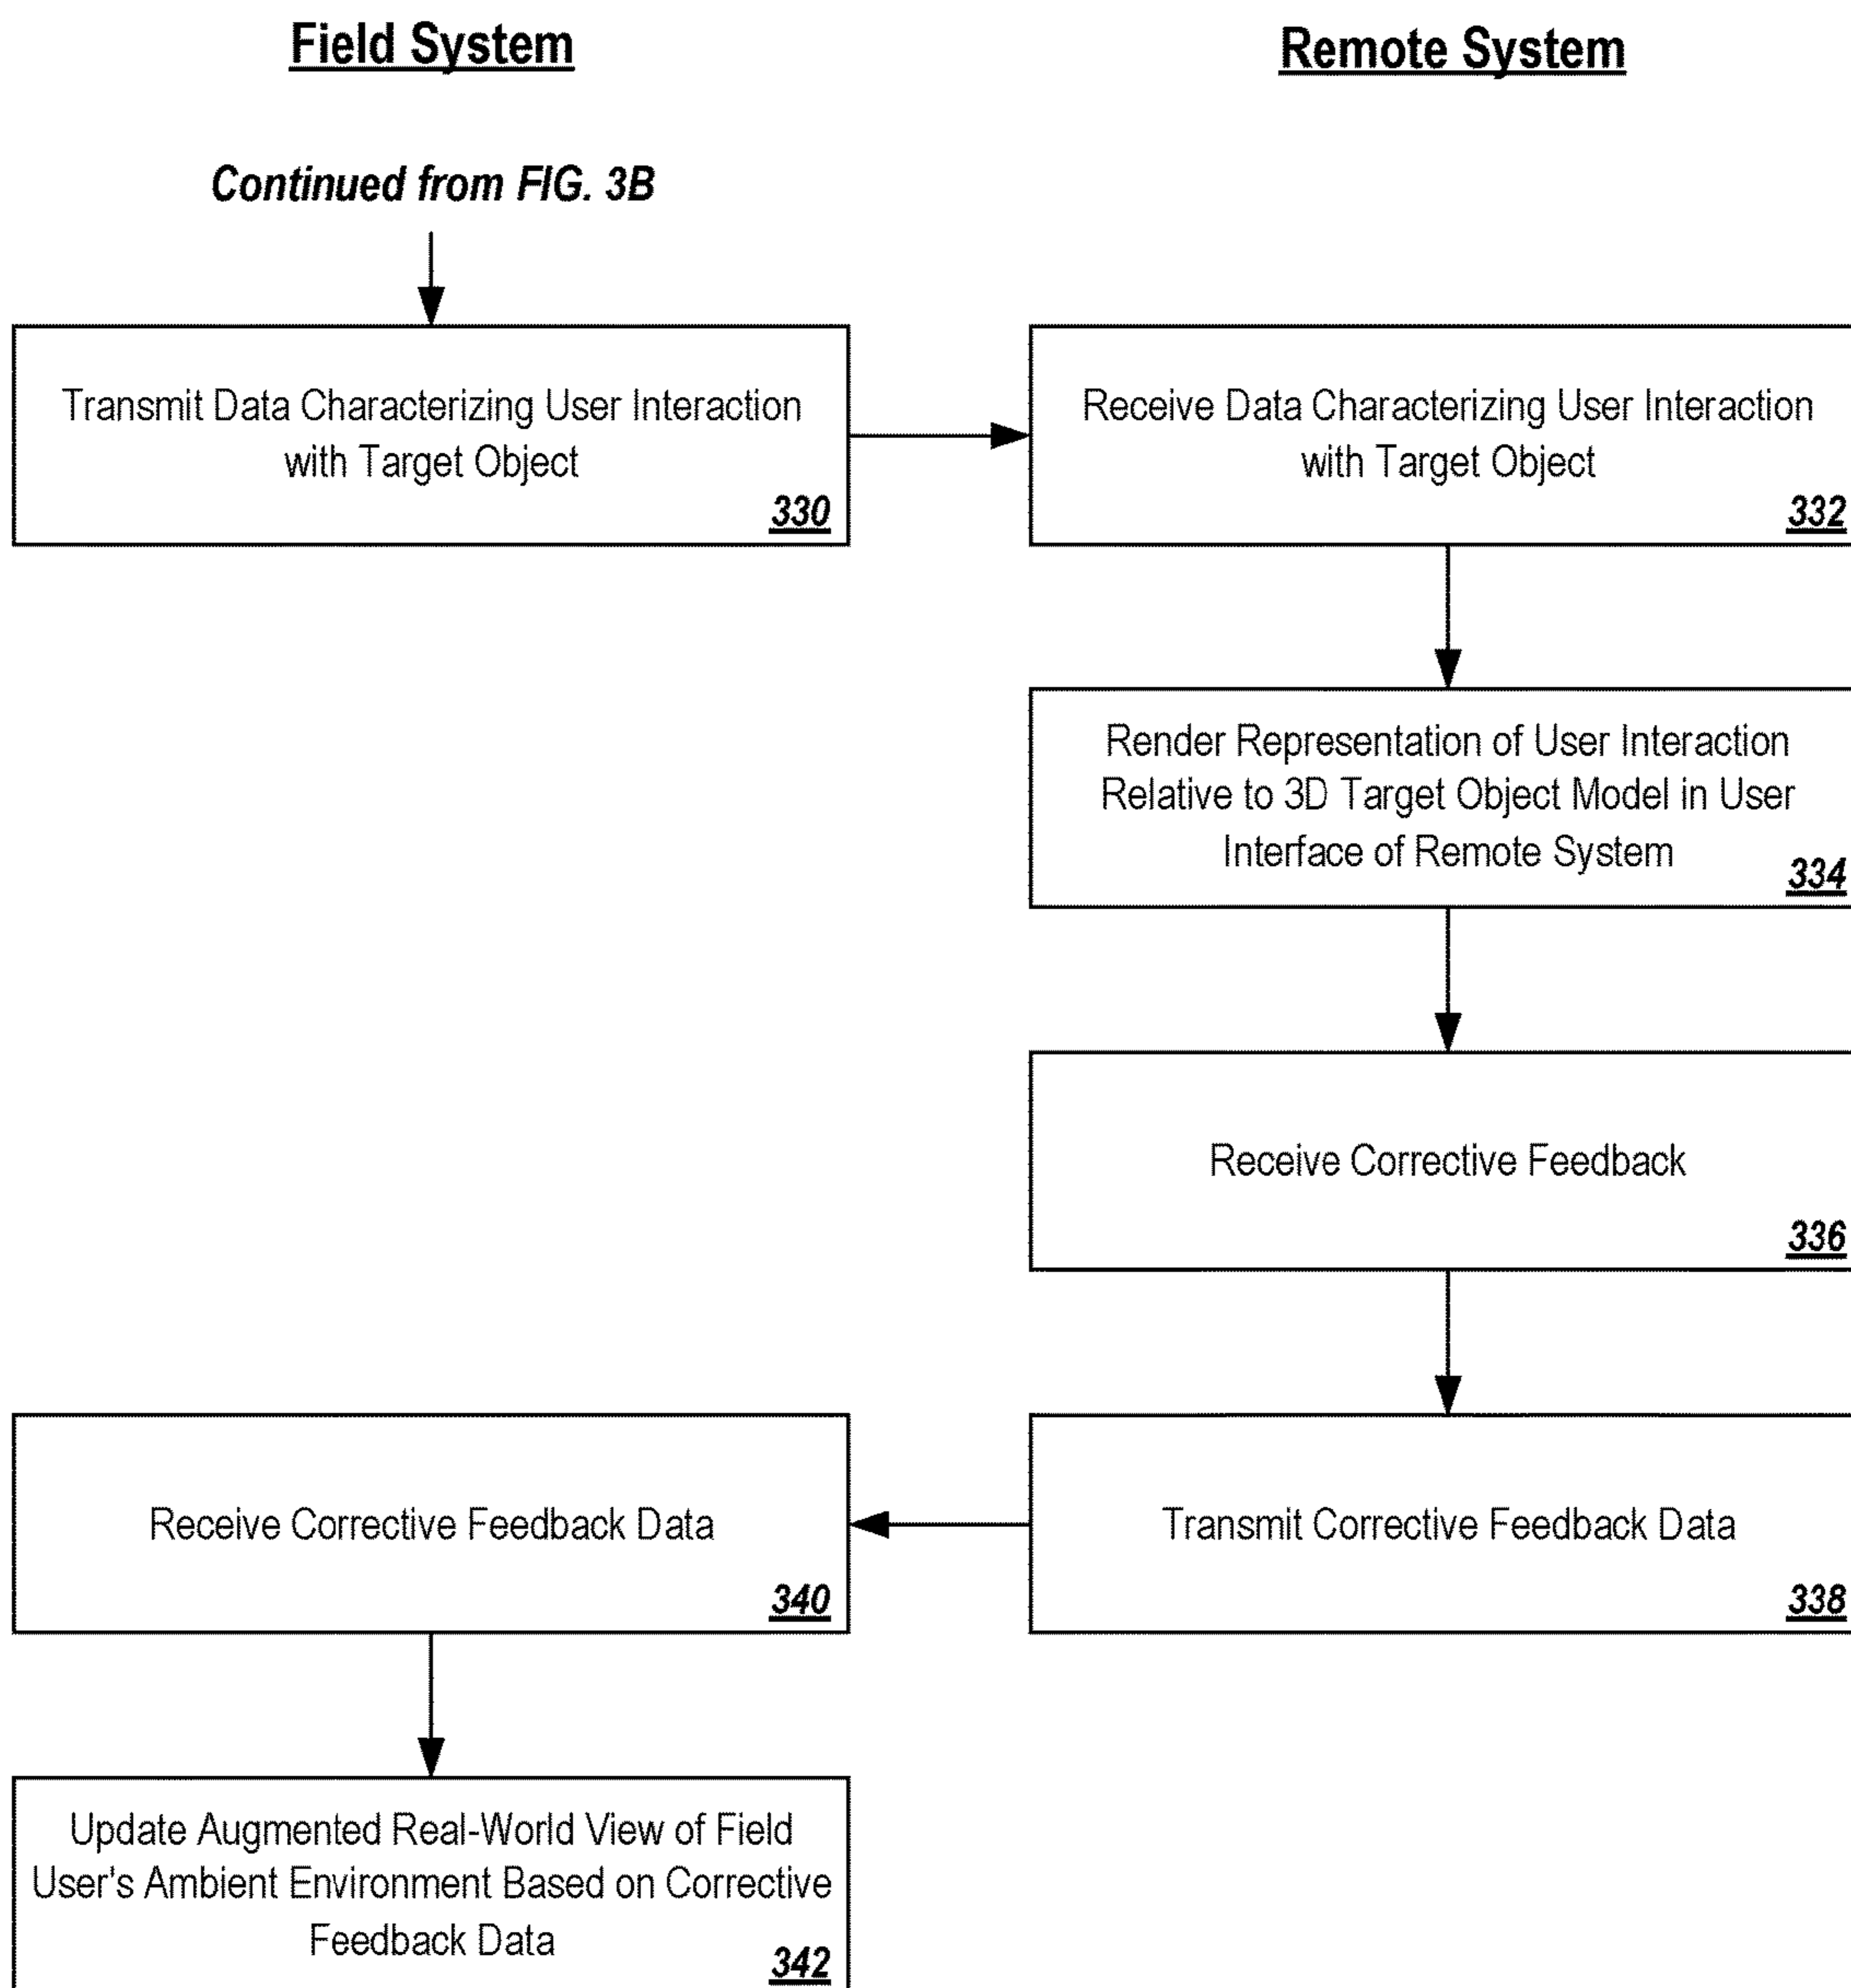 Field System
Remote System
Continued from FIG. 3B
Transmit Data Characterizing User Interaction
with Target Object
330
Receive Data Characterizing User Interaction
with Target Object
332
Render Representation of User Interaction
Relative to 3D Target Object Model in User
Interface of Remote System
334
Receive Corrective Feedback
336
Receive Corrective Feedback Data
340
Transmit Corrective Feedback Data
338
Update Augmented Real-World View of Field
User's Ambient Environment Based on Corrective
Feedback Data
342